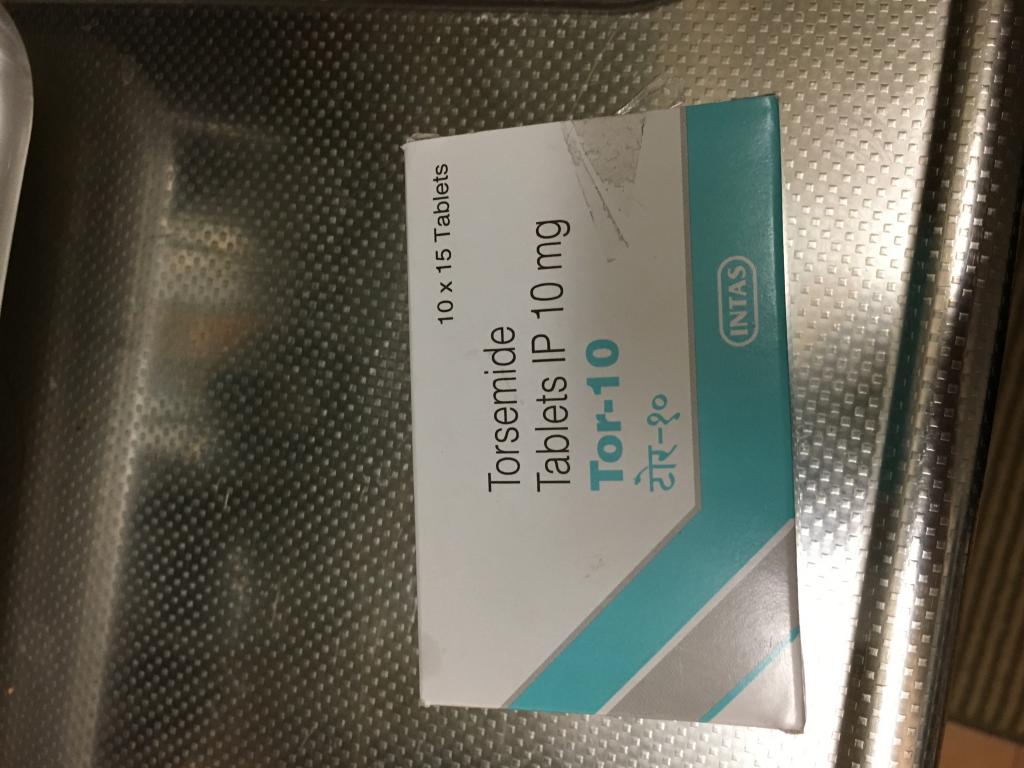 10 x 15 Tablets
Torsemide
Tablets IP 10 mg
Tor-10
टोर-१०
INTAS